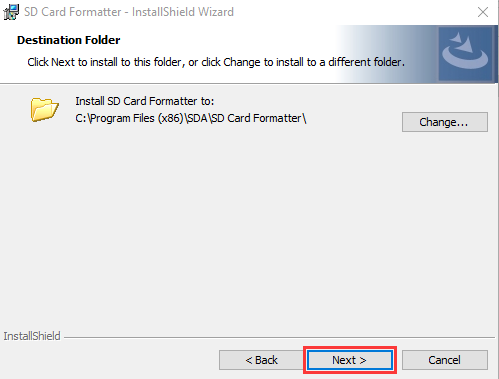 SD Card Formatter - InstallShield Wizard
Destination Folder
Click Next to install to this folder, or click Change to install to a different folder.
Install SD Card Formatter to:
C:\Program Files (x86)\SDA\SD Card Formatter\
Change...
InstallShield
< Back
Next >
Cancel